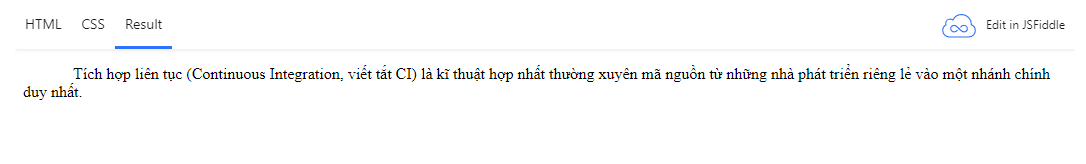 HTML CSS Result Edit in JSFiddle
Tích hợp liên tục (Continuous Integration, viết tắt CI) là kĩ thuật hợp nhất thường xuyên mã nguồn từ những nhà phát triển riêng lẻ vào một nhánh chính
duy nhất.